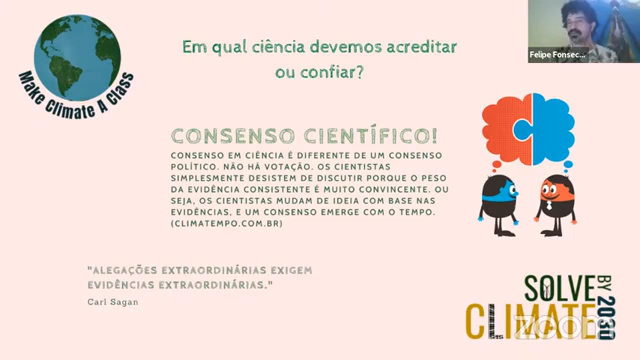 Em qual ciência devemos acreditar
ou confiar?
Make Climate A Class
Felipe Fonsec...
CONSENSO CIENTÍFICO!
CONSENSO EM CIÊNCIA É DIFERENTE DE UM CONSENSO
POLÍTICO. NÃO HÁ VOTAÇÃO. OS CIENTISTAS
SIMPLESMENTE DESISTEM DE DISCUTIR PORQUE O PESO
DA EVIDÊNCIA CONSISTENTE É MUITO CONVINCENTE. OU
SEJA, OS CIENTISTAS MUDAM DE IDEIA COM BASE NAS
EVIDÊNCIAS, E UM CONSENSO EMERGE COM O TEMPO.
(CLIMATEMPO.COM.BR)
"ALEGAÇÕES EXTRAORDINÁRIAS EXIGEM
EVIDÊNCIAS EXTRAORDINÁRIAS."
Carl Sagan
SOLVE
CLIMATE
BY 2030
zoom